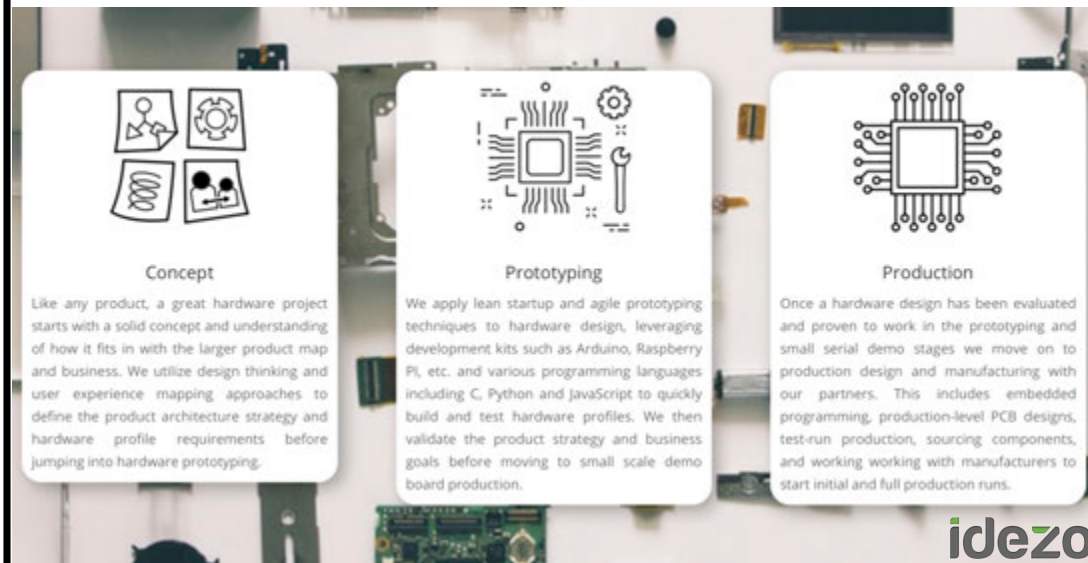 Concept
Like any product, a great hardware project
starts with a solid concept and understanding
of how it fits in with the larger product map
and business. We utilize design thinking and
user experience mapping approaches to
define the product architecture strategy and
hardware profile requirements before
jumping into hardware prototyping.
Prototyping
We apply lean startup and agile prototyping
techniques to hardware design, leveraging
development kits such as Arduino, Raspberry
PI, etc. and various programming languages
including C, Python and JavaScript to quickly
build and test hardware profiles. We then
validate the product strategy and business
goals before moving to small scale demo
board production.
Production
Once a hardware design has been evaluated
and proven to work in the prototyping and
small serial demo stages we move on to
production design and manufacturing with
our partners. This includes embedded
programming, production-level PCB designs,
test-run production, sourcing components,
and working working with manufacturers to
start initial and full production runs.
idezo